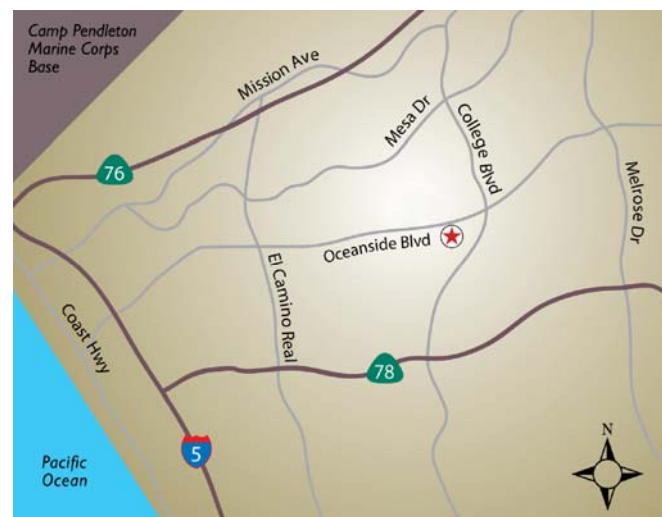 Camp Pendleton
Marine Corps
Base
Mission Ave
76
Mesa Dr
College Blvd
Melrose Dr
Oceanside Blvd
El Camino Real
Coast Hwy
78
5
Pacific
Ocean
N